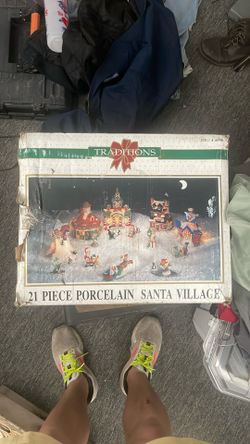 TRADITIONS
21 PIECE PORCELAIN SANTA VILLAGE